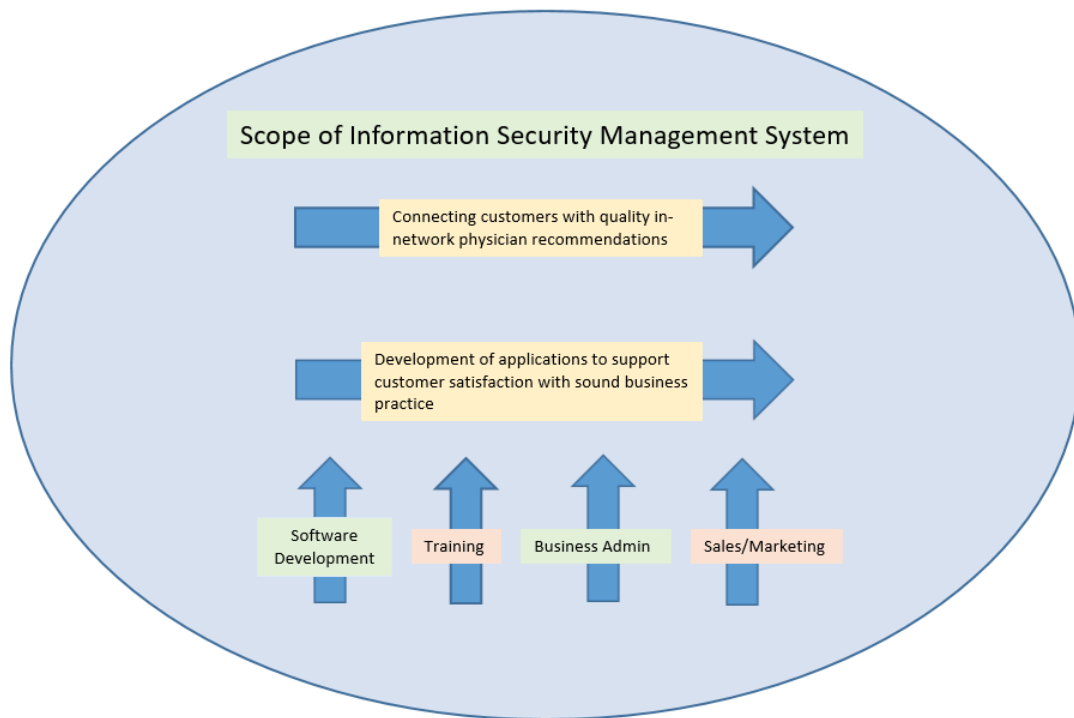 Scope of Information Security Management System
Connecting customers with quality in-
network physician recommendations
Development of applications to support
customer satisfaction with sound business
practice
Software
Development
Training
Business Admin
Sales/Marketing